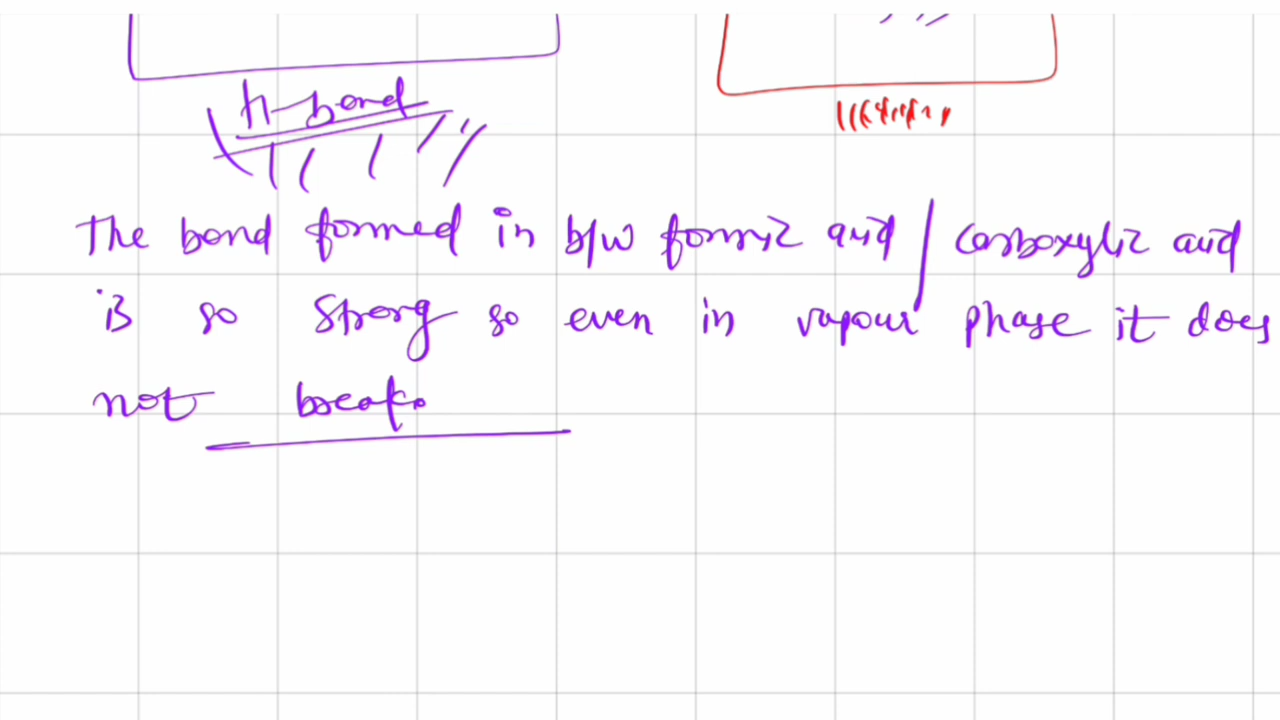 H-bond
The bond formed in b/w formic acid / carboxylic acid
is so strong so even in vapour phase it does
not break.